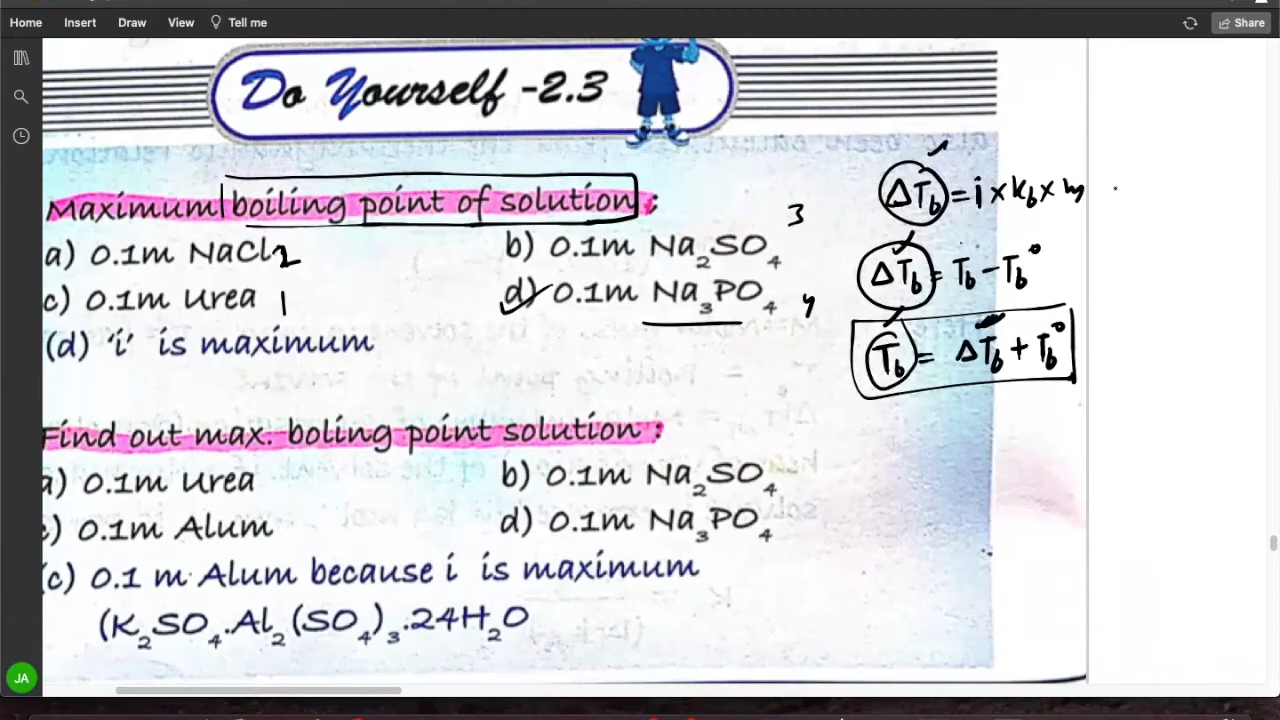 Home Insert Draw View Tell me Share
Do Yourself -2.3
Maximum boiling point of solution :
a) 0.1m NaCl 2
b) 0.1m Na2SO4 3
c) 0.1m Urea 1
d) 0.1m Na3PO4 4
(d) 'i' is maximum
ΔTb = i × kb × m
ΔTb = Tb - Tb°
Tb = ΔTb + Tb°
Find out max. boling point solution :
a) 0.1m Urea
b) 0.1m Na2SO4
c) 0.1m Alum
d) 0.1m Na3PO4
(c) 0.1 m Alum because i is maximum
(K2SO4.Al2(SO4)3.24H2O
JA